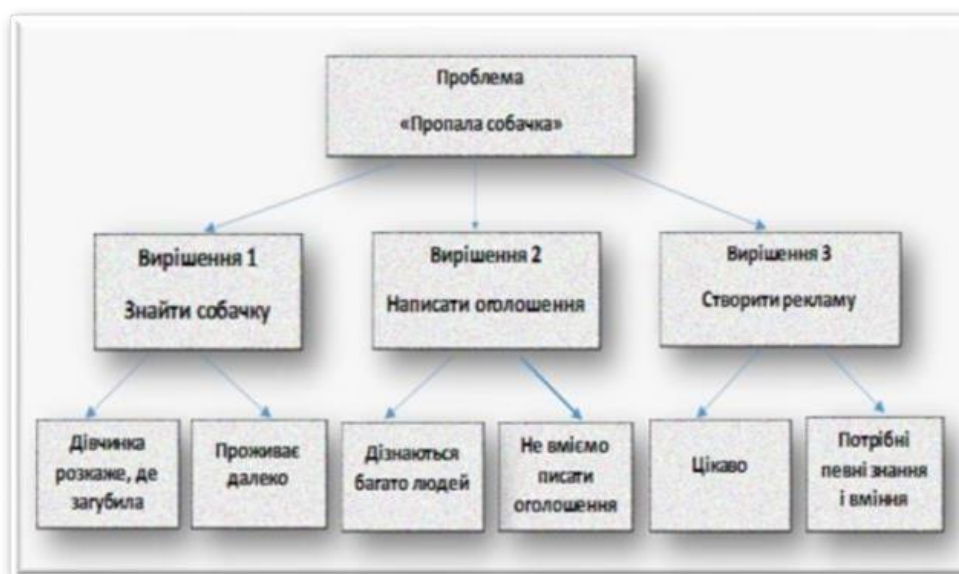 Проблема
«Пропала собачка»
Вирішення 1
Знайти собачку
Вирішення 2
Написати оголошення
Вирішення 3
Створити рекламу
Дівчинка
розкаже, де
загубила
Проживає
далеко
Дізнаються
багато людей
Не вміємо
писати
оголошення
Цікаво
Потрібні
певні знання
і вміння